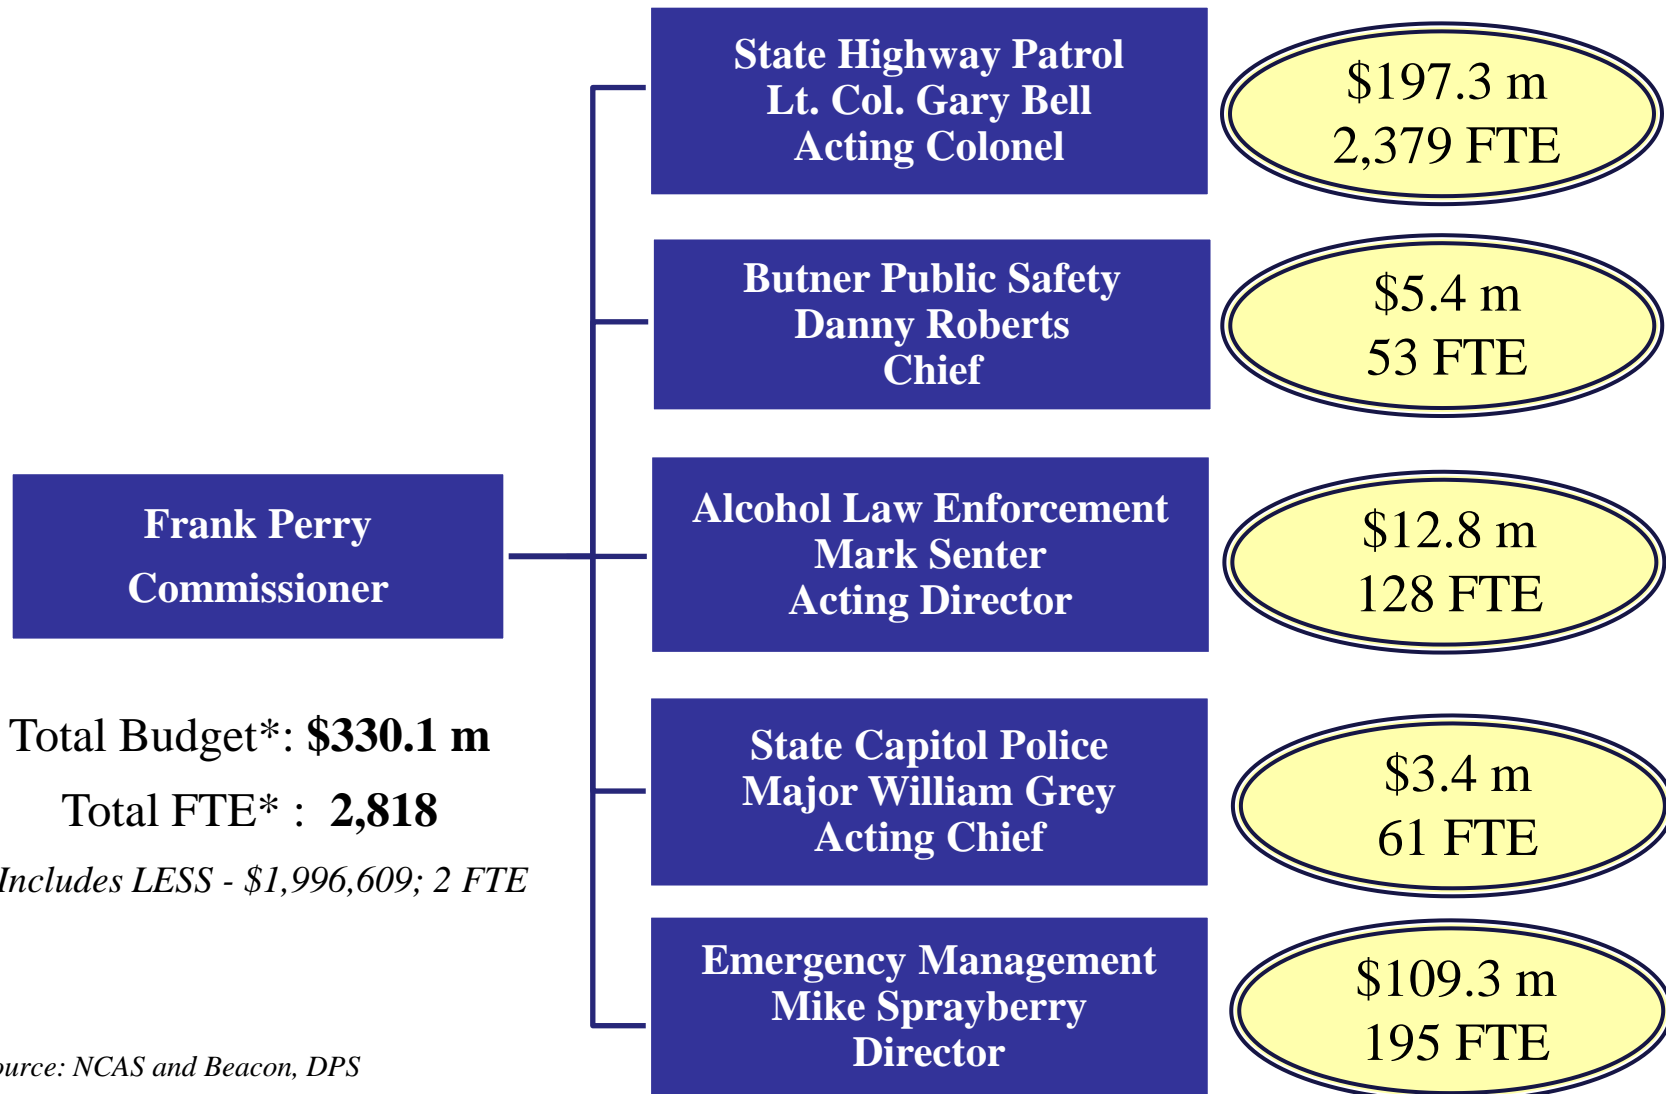 State Highway Patrol
Lt. Col. Gary Bell
Acting Colonel
$197.3 m
2,379 FTE
Butner Public Safety
Danny Roberts
Chief
$5.4 m
53 FTE
Frank Perry
Commissioner
Alcohol Law Enforcement
Mark Senter
Acting Director
$12.8 m
128 FTE
Total Budget*: $330.1 m
Total FTE* : 2,818
Includes LESS - $1,996,609; 2 FTE
State Capitol Police
Major William Grey
Acting Chief
$3.4 m
61 FTE
Emergency Management
Mike Sprayberry
Director
$109.3 m
195 FTE
ource: NCAS and Beacon, DPS